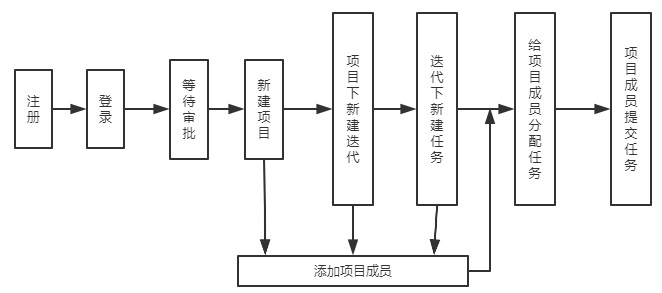 注册
登录
等待审批
新建项目
项目下新建迭代
迭代下新建任务
给项目成员分配任务
项目成员提交任务
添加项目成员